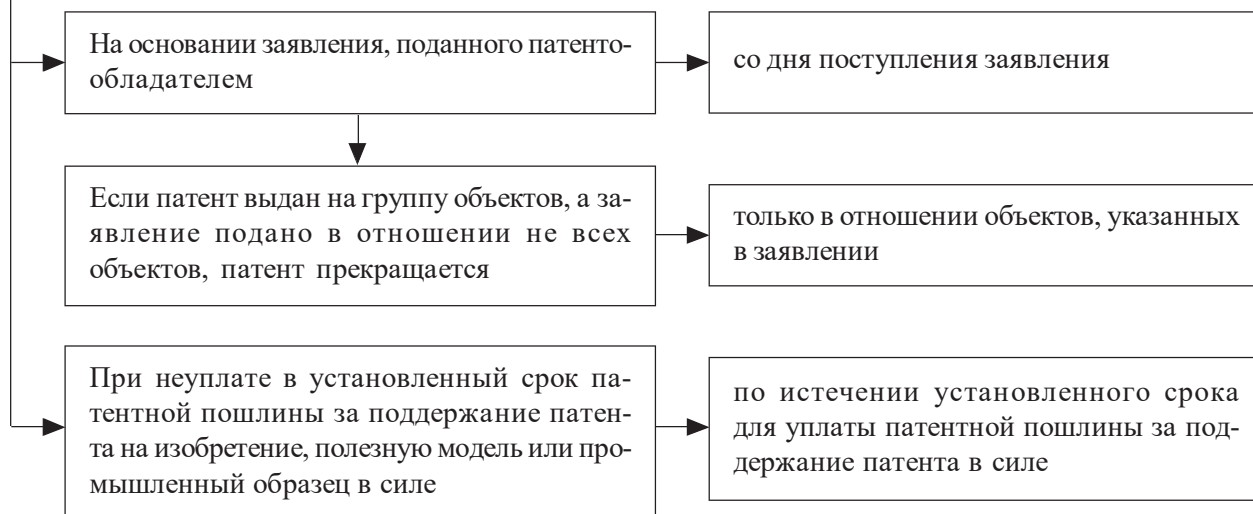 На основании заявления, поданного патенто-
обладателем
со дня поступления заявления
Если патент выдан на группу объектов, а за-
явление подано в отношении не всех
объектов, патент прекращается
только в отношении объектов, указанных
в заявлении
При неуплате в установленный срок па-
тентной пошлины за поддержание патен-
та на изобретение, полезную модель или про-
мышленный образец в силе
по истечении установленного срока
для уплаты патентной пошлины за под-
держание патента в силе